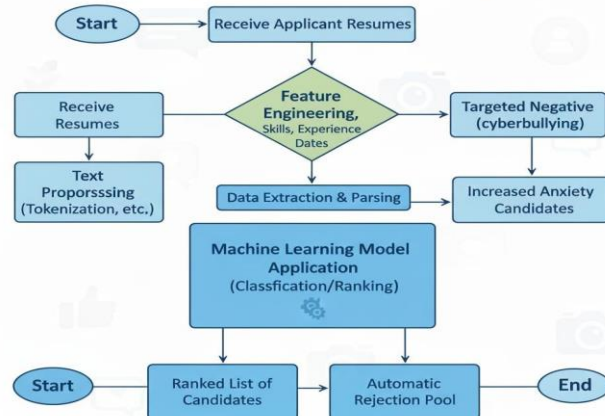 Start
Receive Applicant Resumes
Feature
Engineering,
Skills, Experience
Dates
Receive
Resumes
Targeted Negative
(cyberbullying)
Text
Proporsssing
(Tokenization, etc.)
Data Extraction & Parsing
Increased Anxiety
Candidates
Machine Learning Model
Application
(Classfication/Ranking)
Start
Ranked List of
Candidates
Automatic
Rejection Pool
End